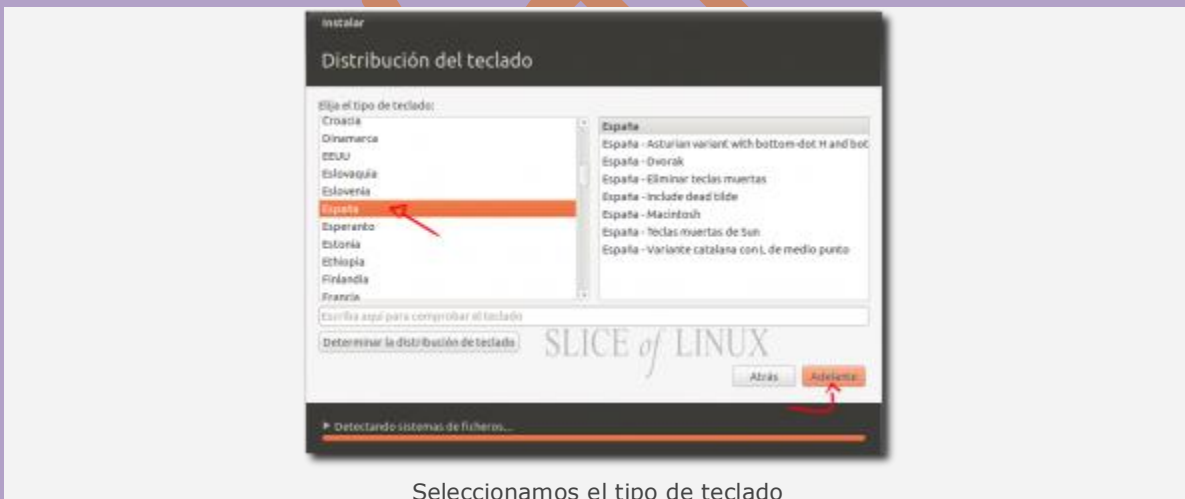 Instalar
Distribución del teclado
Elija el tipo de teclado:
Croacia
Dinamarca
EEUU
Eslovaquia
Eslovenia
España
Esperanto
Estonia
Ethiopia
Finlandia
Francia
España
España - Asturian variant with bottom-dot H and bot
España - Dvorak
España - Eliminar teclas muertas
España - Include dead tilde
España - Macintosh
España - Teclas muertas de Sun
España - Variante catalana con L de medio punto
Escriba aquí para comprobar el teclado
Determinar la distribución de teclado
SLICE of LINUX
Atrás
Adelante
Detectando sistemas de ficheros...
Seleccionamos el tipo de teclado